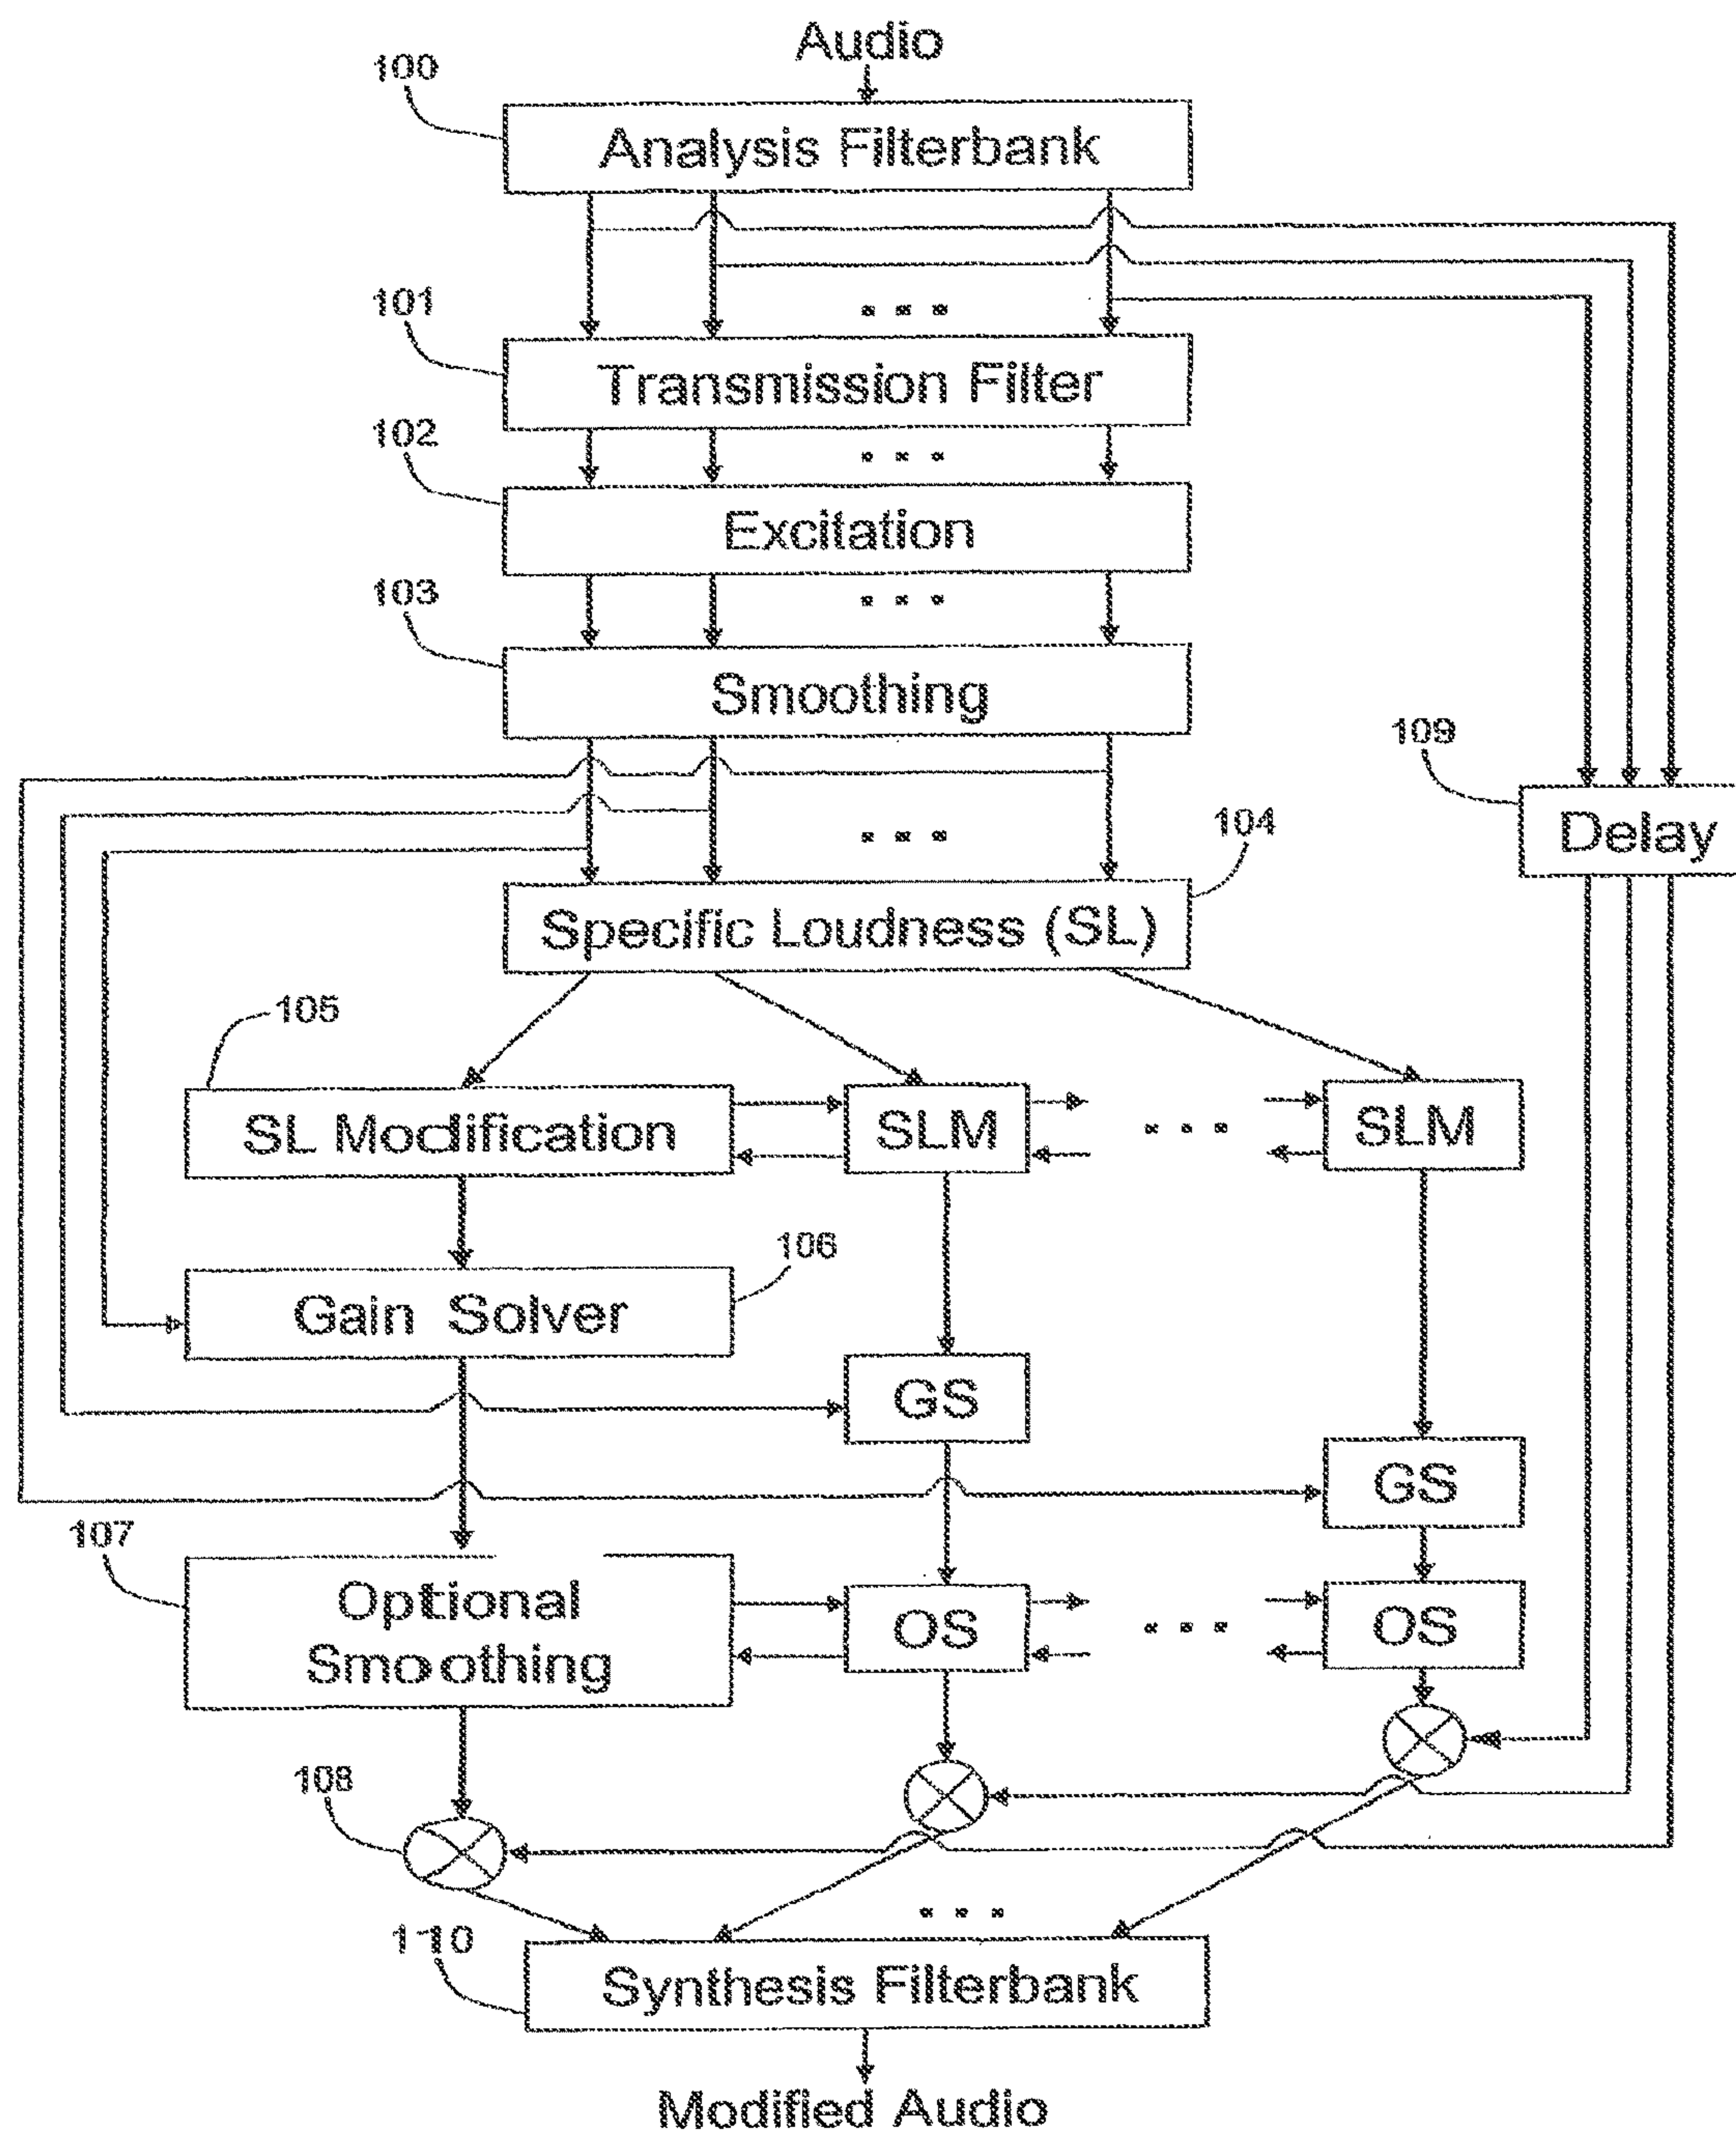 Audio
100
Analysis Filterbank
101
Transmission Filter
102
Excitation
103
Smoothing
109
Delay
104
Specific Loudness (SL)
105
SL Modification
SLM
SLM
106
Gain Solver
GS
GS
107
Optional
Smoothing
OS
OS
108
110
Synthesis Filterbank
Modified Audio